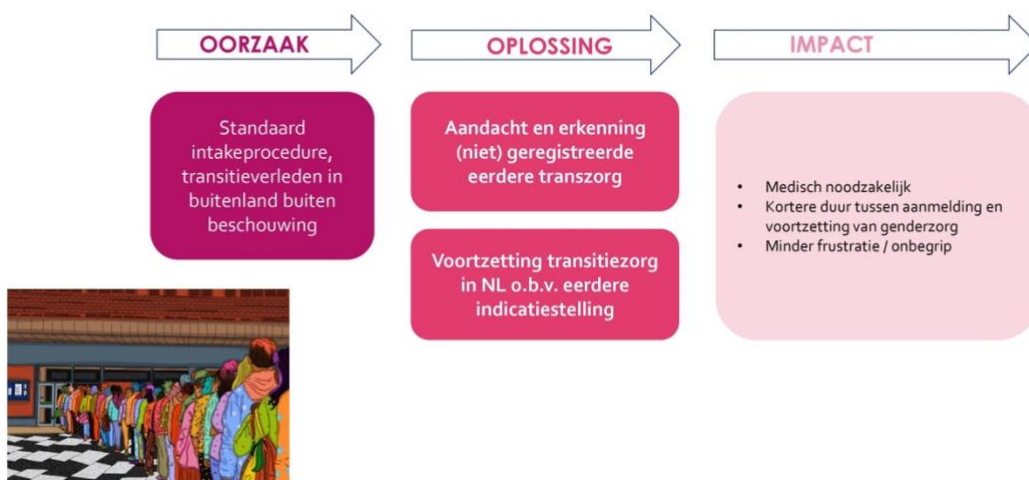 OORZAAK
OPLOSSING
IMPACT
Standaard
intakeprocedure,
transitieverleden in
buitenland buiten
beschouwing
Aandacht en erkenning
(niet) geregistreerde
eerdere transzorg
Voortzetting transitiezorg
in NL o.b.v. eerdere
indicatiestelling
• Medisch noodzakelijk
• Kortere duur tussen aanmelding en
voortzetting van genderzorg
• Minder frustratie / onbegrip